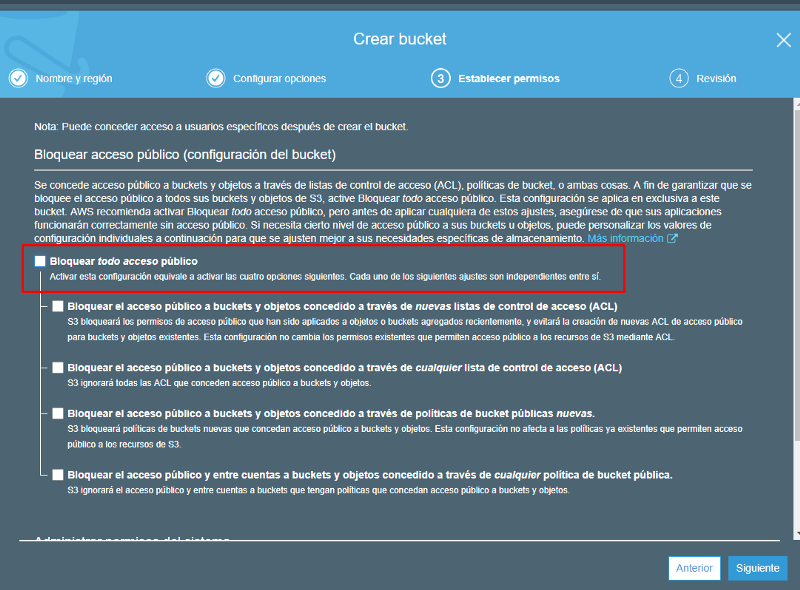 Crear bucket
Nombre y región
Configurar opciones
3 Establecer permisos
4 Revisión
Nota: Puede conceder acceso a usuarios específicos después de crear el bucket.
Bloquear acceso público (configuración del bucket)
Se concede acceso público a buckets y objetos a través de listas de control de acceso (ACL), políticas de bucket, o ambas cosas. A fin de garantizar que se
bloquee el acceso público a todos sus buckets y objetos de S3, active Bloquear todo acceso público. Esta configuración se aplica en exclusiva a este
bucket. AWS recomienda activar Bloquear todo acceso público, pero antes de aplicar cualquiera de estos ajustes, asegúrese de que sus aplicaciones
funcionarán correctamente sin acceso público. Si necesita cierto nivel de acceso público a sus buckets u objetos, puede personalizar los valores de
configuración individuales a continuación para que se ajusten mejor a sus necesidades específicas de almacenamiento. Más información
Bloquear todo acceso público
Activar esta configuración equivale a activar las cuatro opciones siguientes. Cada uno de los siguientes ajustes son independientes entre sí.
Bloquear el acceso público a buckets y objetos concedido a través de nuevas listas de control de acceso (ACL)
S3 bloqueará los permisos de acceso público que han sido aplicados a objetos o buckets agregados recientemente, y evitará la creación de nuevas ACL de acceso público
para buckets y objetos existentes. Esta configuración no cambia los permisos existentes que permiten acceso público a los recursos de S3 mediante ACL.
Bloquear el acceso público a buckets y objetos concedido a través de cualquier lista de control de acceso (ACL)
S3 ignorará todas las ACL que conceden acceso público a buckets y objetos.
Bloquear el acceso público a buckets y objetos concedido a través de políticas de bucket públicas nuevas.
S3 bloqueará políticas de buckets nuevas que concedan acceso público a buckets y objetos. Esta configuración no afecta a las políticas ya existentes que permiten acceso
público a los recursos de S3.
Bloquear el acceso público y entre cuentas a buckets y objetos concedido a través de cualquier política de bucket pública.
S3 ignorará el acceso público y entre cuentas a buckets que tengan políticas que concedan acceso público a buckets y objetos.
Administrar permisos del sistema
Anterior
Siguiente